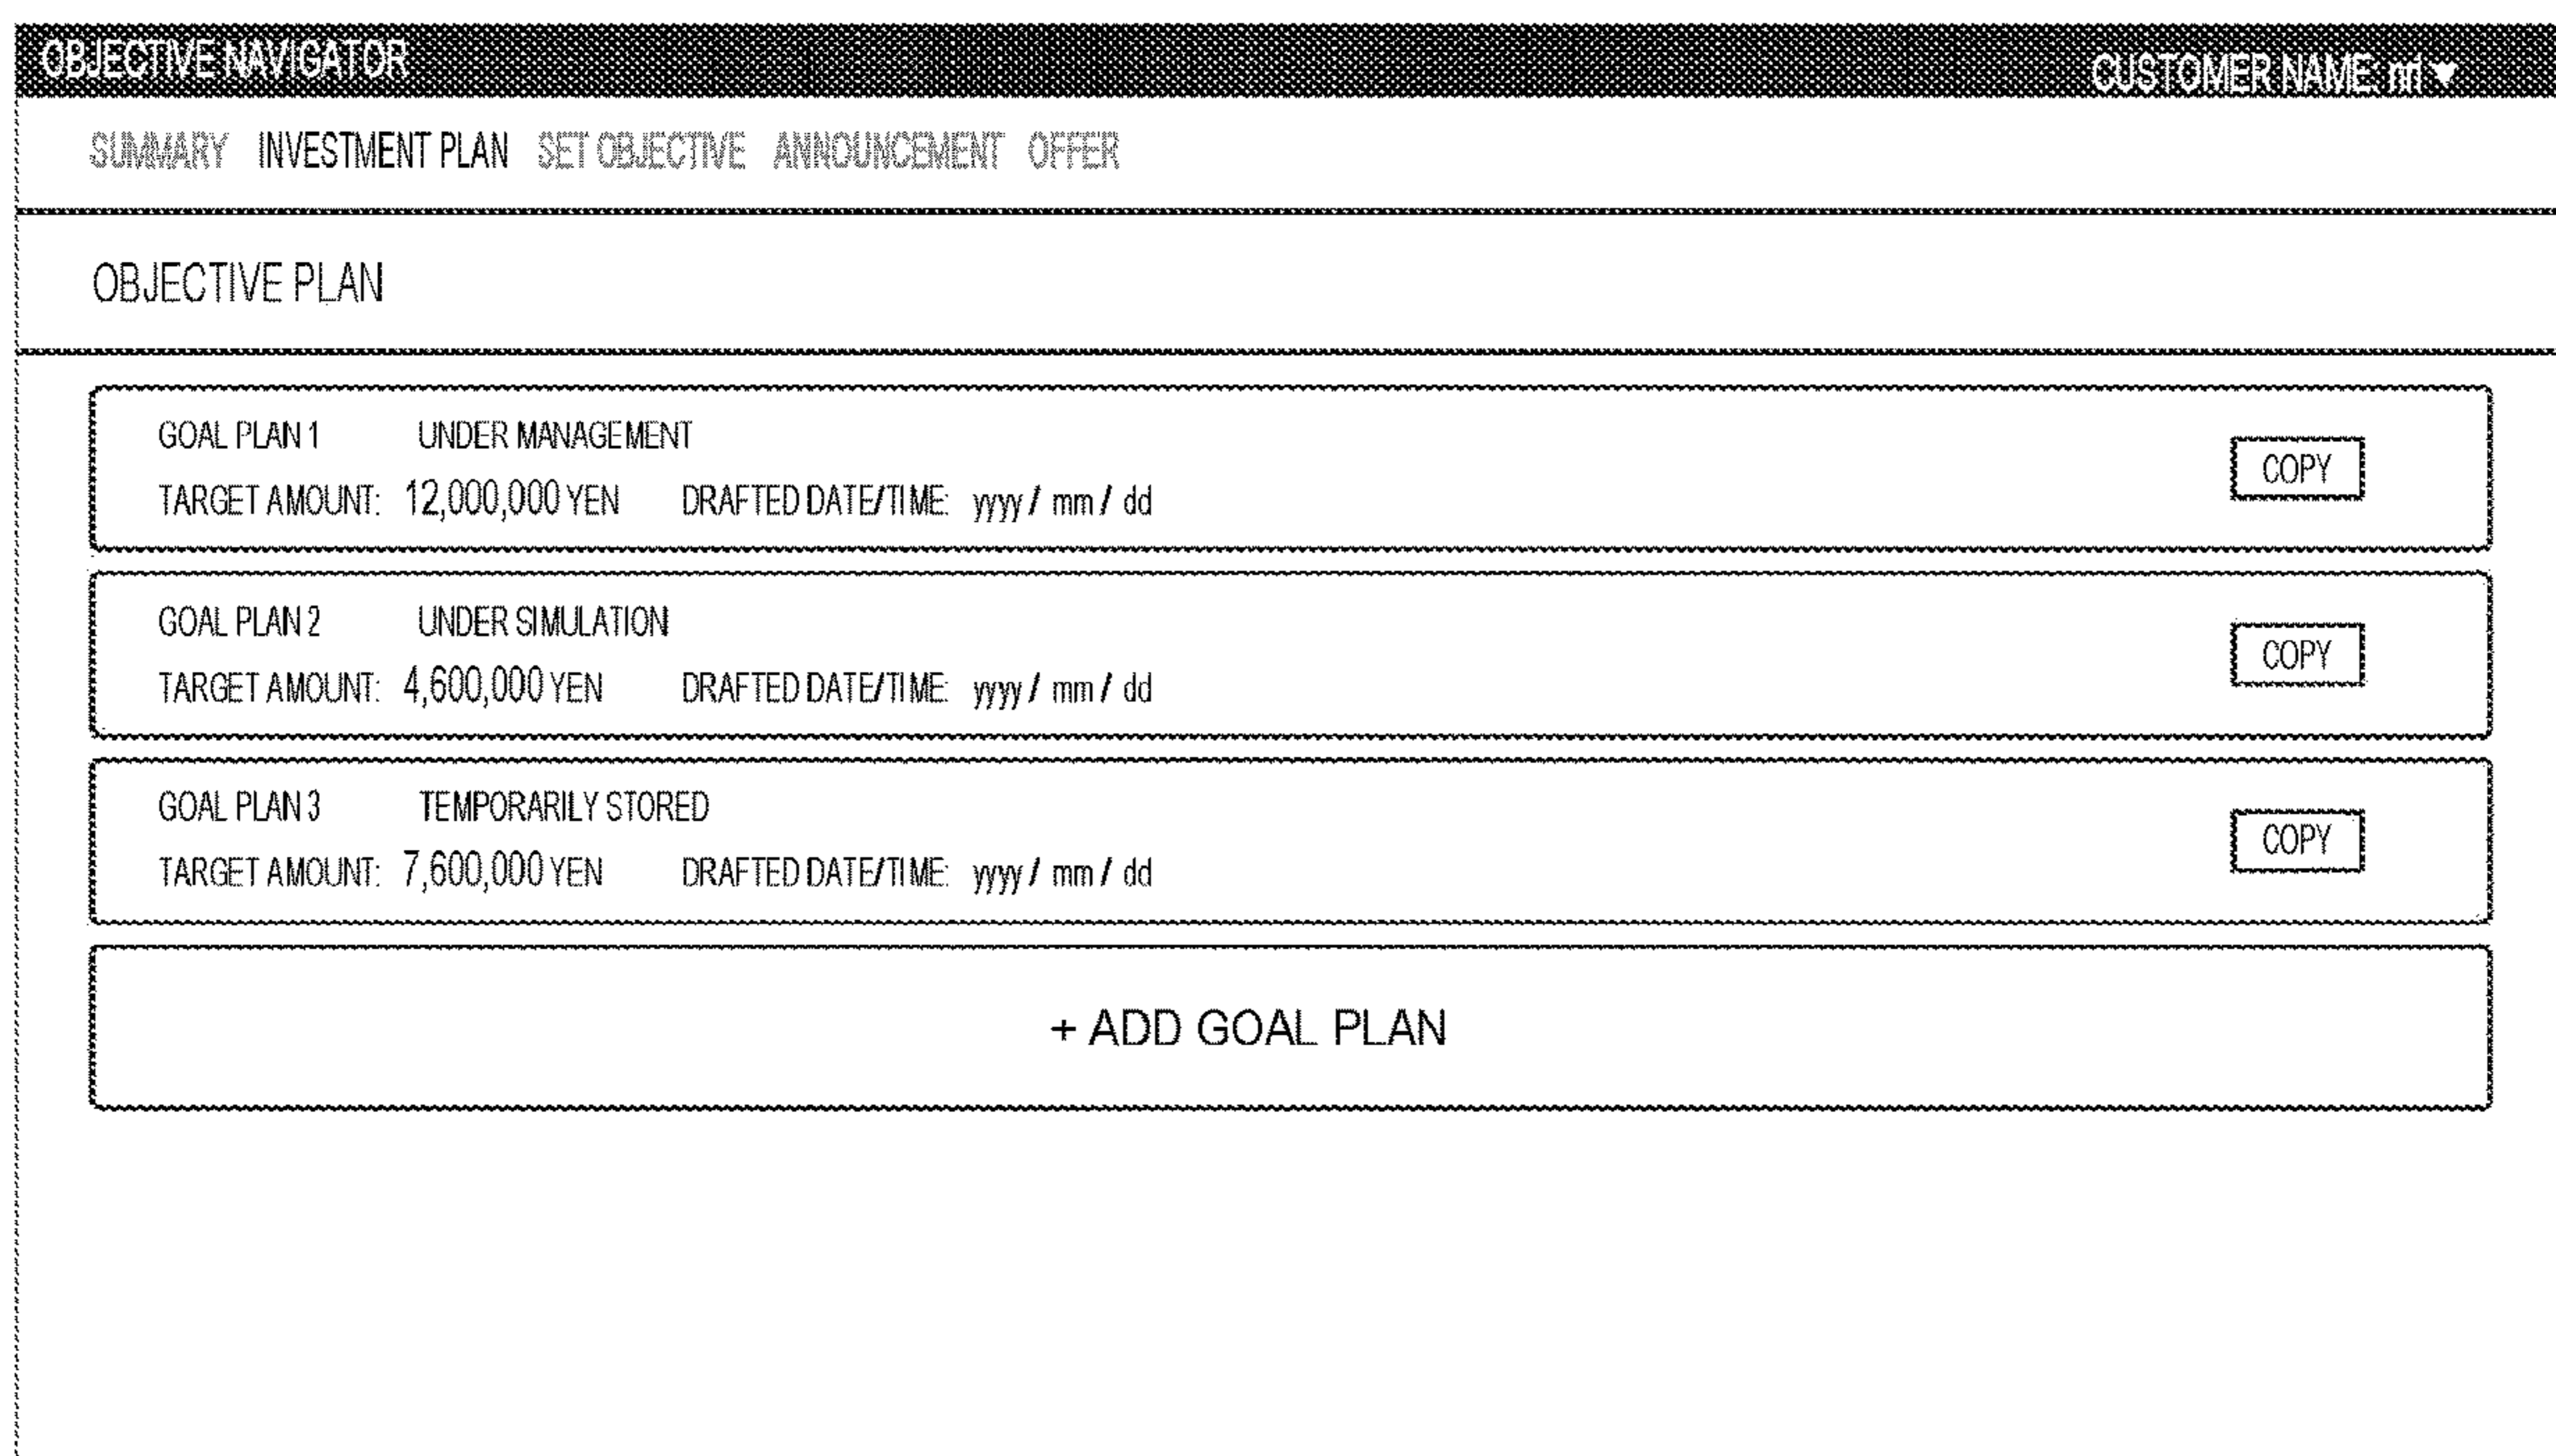 OBJECTIVE NAVIGATOR
CUSTOMER NAME: nri ▼
SUMMARY INVESTMENT PLAN SET OBJECTIVE ANNOUNCEMENT OFFER
OBJECTIVE PLAN
GOAL PLAN 1 UNDER MANAGEMENT
TARGET AMOUNT: 12,000,000 YEN DRAFTED DATE/TIME: yyyy / mm / dd
COPY
GOAL PLAN 2 UNDER SIMULATION
TARGET AMOUNT: 4,600,000 YEN DRAFTED DATE/TIME: yyyy / mm / dd
COPY
GOAL PLAN 3 TEMPORARILY STORED
TARGET AMOUNT: 7,600,000 YEN DRAFTED DATE/TIME: yyyy / mm / dd
COPY
+ ADD GOAL PLAN